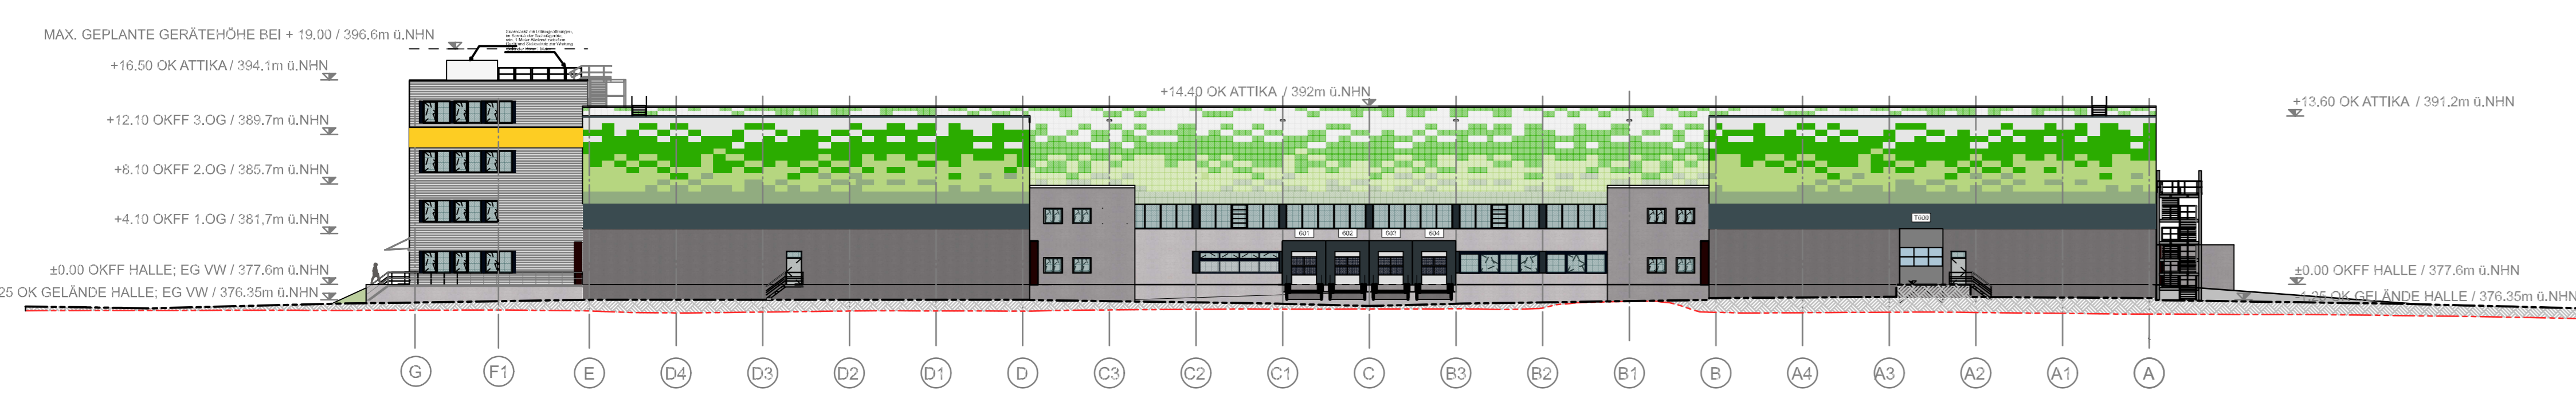 MAX. GEPLANTE GERÄTEHÖHE BEI + 19.00 / 396.6m ü.NHN
+16.50 OK ATTIKA / 394.1m ü.NHN
+14.40 OK ATTIKA / 392m ü.NHN
+13.60 OK ATTIKA / 391.2m ü.NHN
+12.10 OKFF 3.OG / 389.7m ü.NHN
+8.10 OKFF 2.OG / 385.7m ü.NHN
+4.10 OKFF 1.OG / 381,7m ü.NHN
T600
601 602 603 604
±0.00 OKFF HALLE; EG VW / 377.6m ü.NHN
±0.00 OKFF HALLE / 377.6m ü.NHN
25 OK GELÄNDE HALLE; EG VW / 376.35m ü.NHN
OK GELÄNDE HALLE / 376.35m ü.NHN
G F1 E D4 D3 D2 D1 D C3 C2 C1 C B3 B2 B1 B A4 A3 A2 A1 A